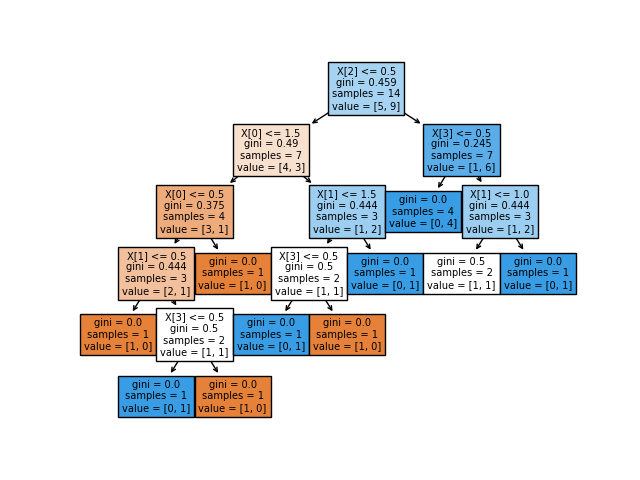 X[2] <= 0.5
gini = 0.459
samples = 14
value = [5, 9]
X[0] <= 1.5
gini = 0.49
samples = 7
value = [4, 3]
X[3] <= 0.5
gini = 0.245
samples = 7
value = [1, 6]
X[0] <= 0.5
gini = 0.375
samples = 4
value = [3, 1]
X[1] <= 1.5
gini = 0.444
samples = 3
value = [1, 2]
gini = 0.0
samples = 4
value = [0, 4]
X[1] <= 1.0
gini = 0.444
samples = 3
value = [1, 2]
X[1] <= 0.5
gini = 0.444
samples = 3
value = [2, 1]
gini = 0.0
samples = 1
value = [1, 0]
X[3] <= 0.5
gini = 0.5
samples = 2
value = [1, 1]
gini = 0.0
samples = 1
value = [0, 1]
gini = 0.5
samples = 2
value = [1, 1]
gini = 0.0
samples = 1
value = [0, 1]
gini = 0.0
samples = 1
value = [1, 0]
X[3] <= 0.5
gini = 0.5
samples = 2
value = [1, 1]
gini = 0.0
samples = 1
value = [0, 1]
gini = 0.0
samples = 1
value = [1, 0]
gini = 0.0
samples = 1
value = [0, 1]
gini = 0.0
samples = 1
value = [1, 0]